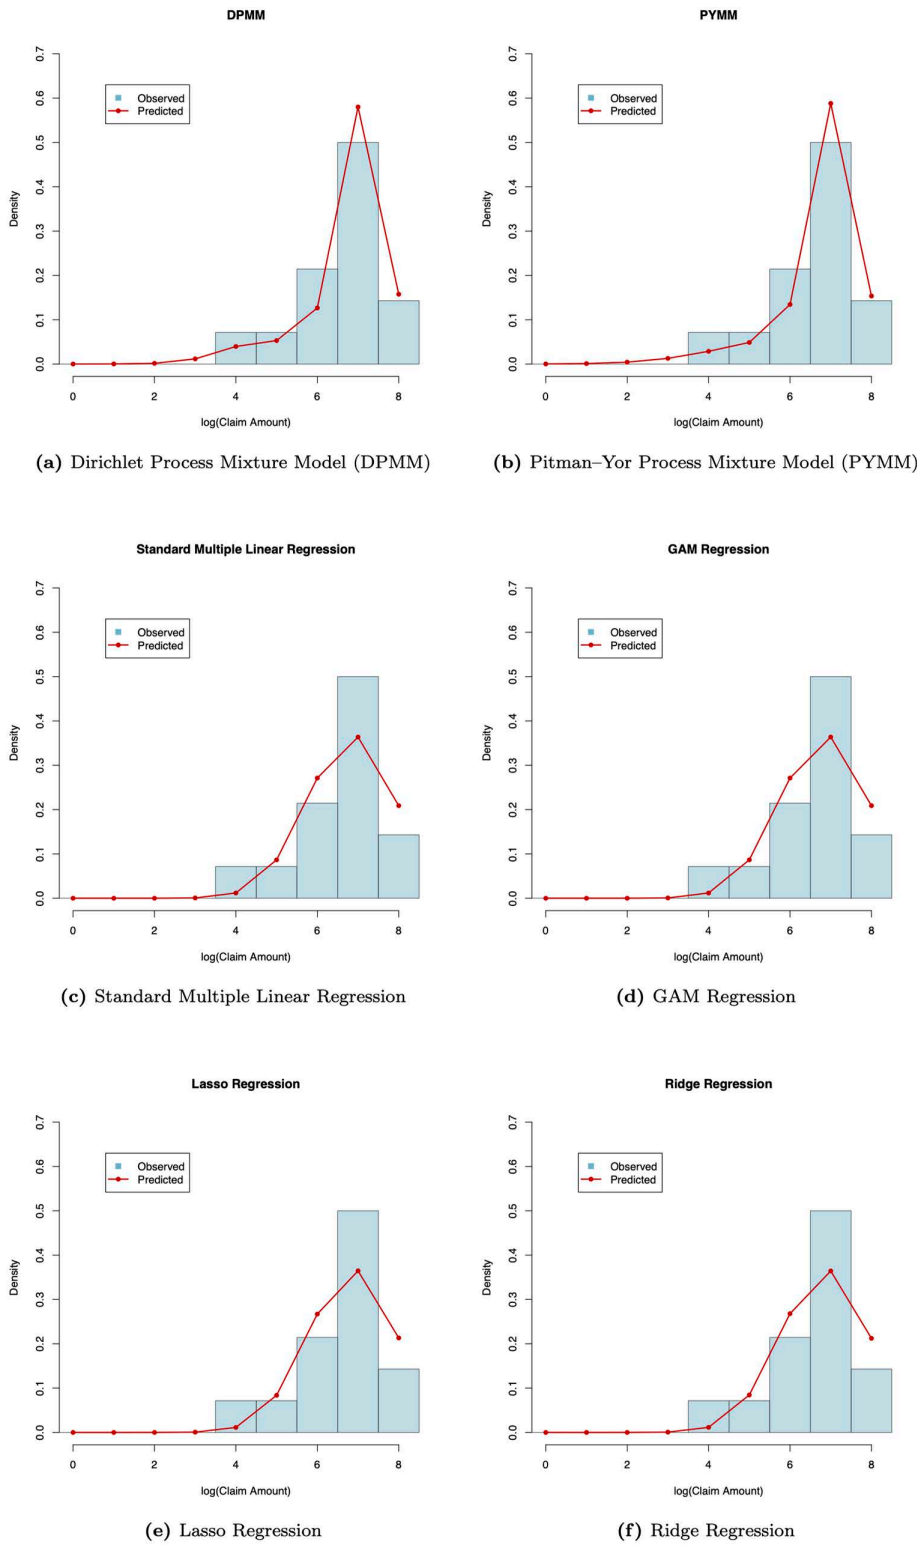 DPMM
0.0 0.1 0.2 0.3 0.4 0.5 0.6 0.7
Density
Observed
Predicted
0 2 4 6 8
log(Claim Amount)
(a) Dirichlet Process Mixture Model (DPMM)
PYMM
0.0 0.1 0.2 0.3 0.4 0.5 0.6 0.7
Density
Observed
Predicted
0 2 4 6 8
log(Claim Amount)
(b) Pitman–Yor Process Mixture Model (PYMM)
Standard Multiple Linear Regression
0.0 0.1 0.2 0.3 0.4 0.5 0.6 0.7
Density
Observed
Predicted
0 2 4 6 8
log(Claim Amount)
(c) Standard Multiple Linear Regression
GAM Regression
0.0 0.1 0.2 0.3 0.4 0.5 0.6 0.7
Density
Observed
Predicted
0 2 4 6 8
log(Claim Amount)
(d) GAM Regression
Lasso Regression
0.0 0.1 0.2 0.3 0.4 0.5 0.6 0.7
Density
Observed
Predicted
0 2 4 6 8
log(Claim Amount)
(e) Lasso Regression
Ridge Regression
0.0 0.1 0.2 0.3 0.4 0.5 0.6 0.7
Density
Observed
Predicted
0 2 4 6 8
log(Claim Amount)
(f) Ridge Regression